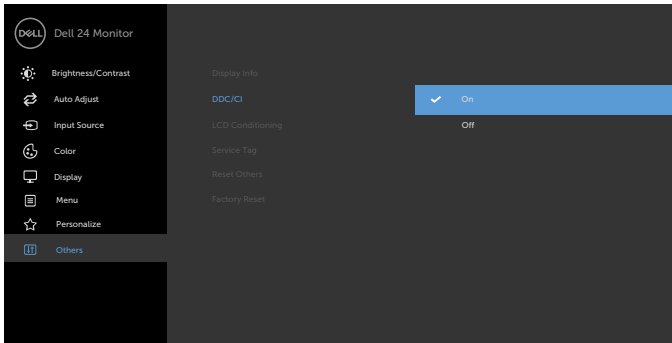 DELL
Dell 24 Monitor
Brightness/Contrast
Auto Adjust
Input Source
Color
Display
Menu
Personalize
Others
Display Info
DDC/CI
LCD Conditioning
Service Tag
Reset Others
Factory Reset
On
Off